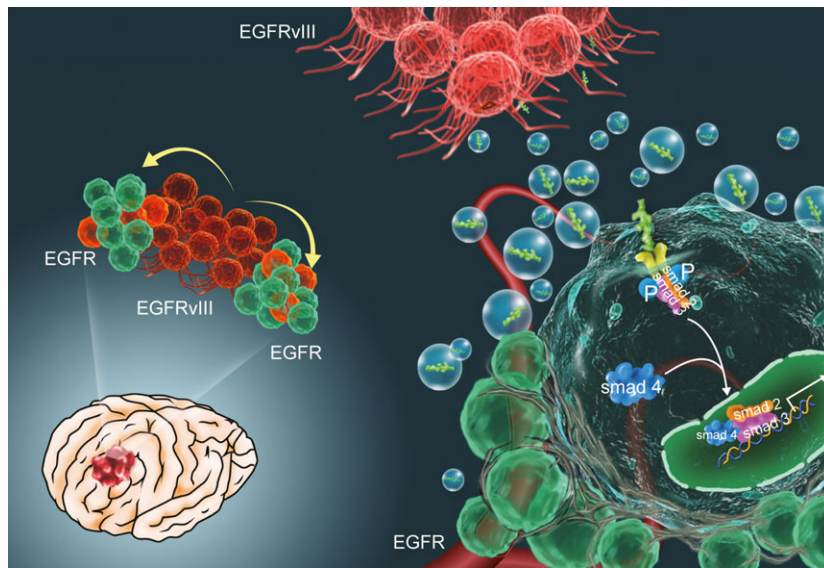 EGFRvIII
EGFR
EGFRvIII
EGFR
P
P
smad 2
smad 3
smad 4
smad 2
smad 3
smad 4
EGFR